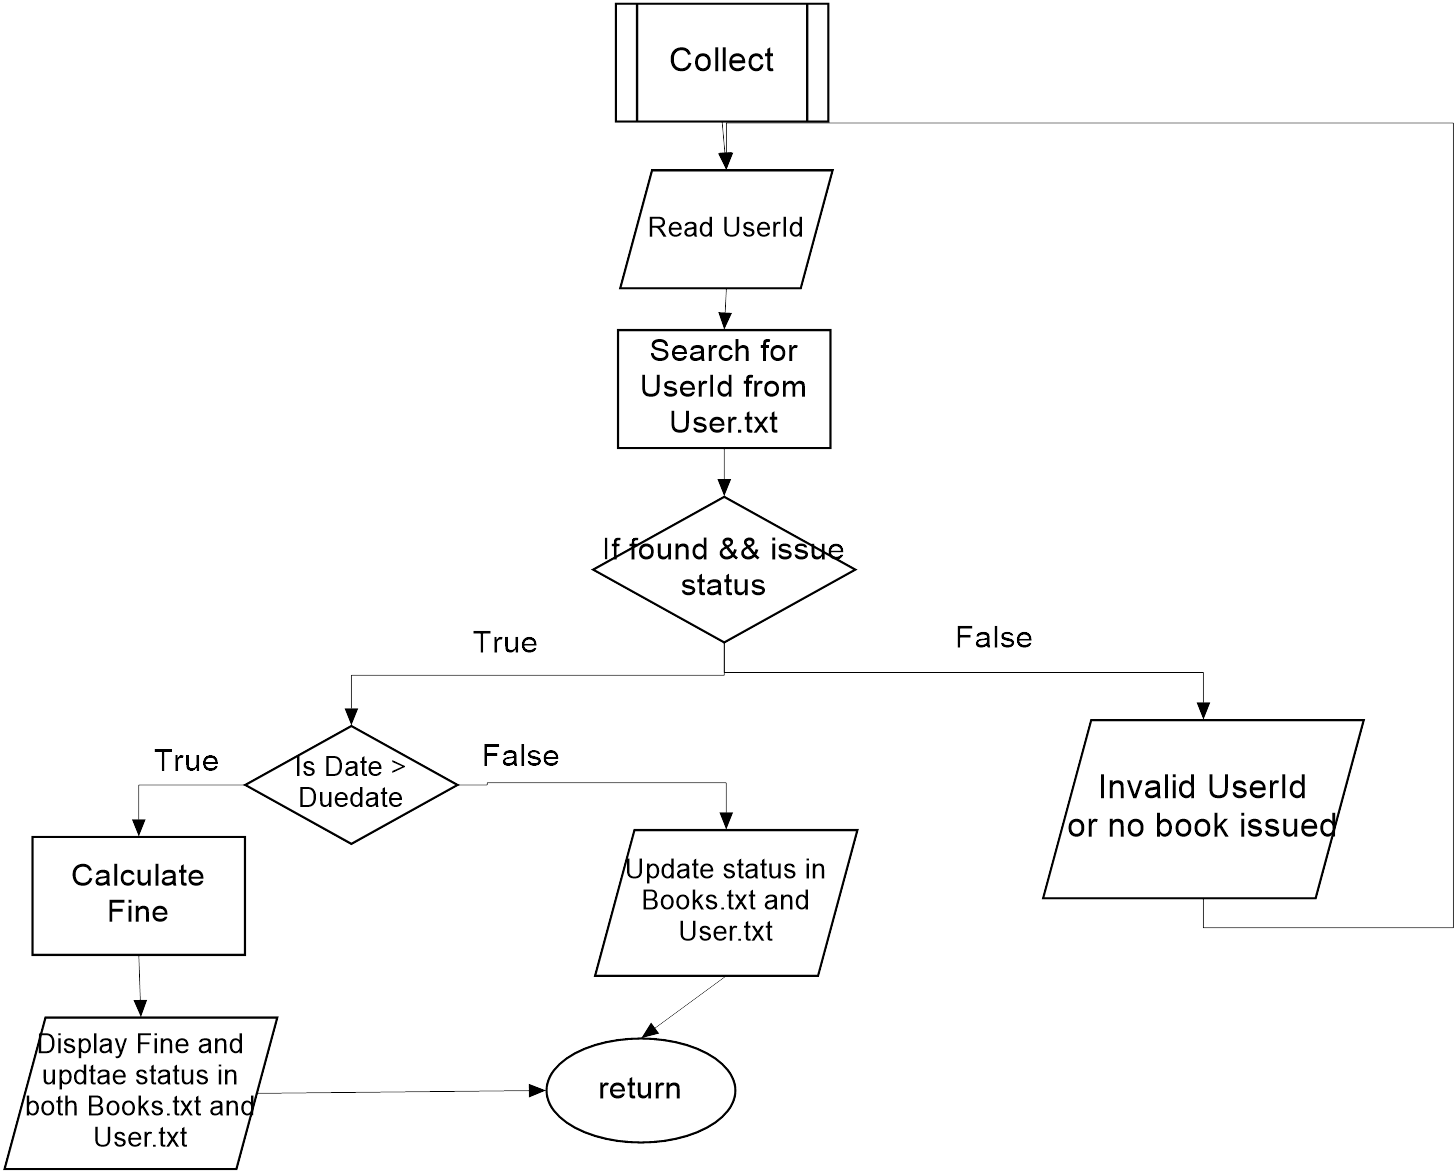 Collect
Read UserId
Search for
UserId from
User.txt
If found && issue
status
True
False
Is Date >
Duedate
True
False
Invalid UserId
or no book issued
Calculate
Fine
Update status in
Books.txt and
User.txt
Display Fine and
updtae status in
both Books.txt and
User.txt
return